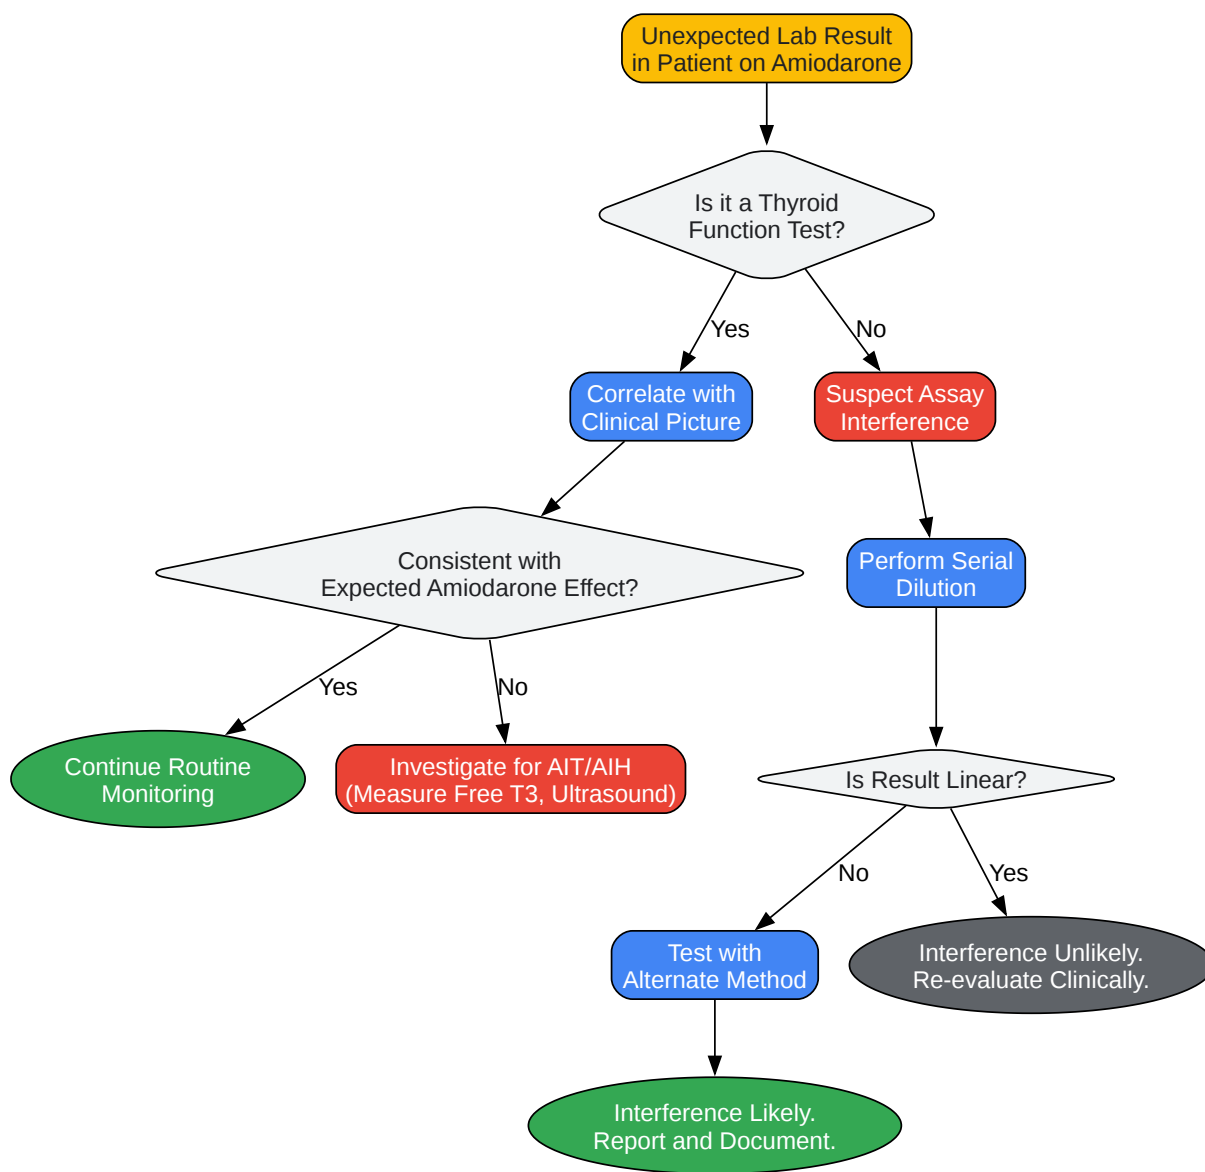 Unexpected Lab Result
in Patient on Amiodarone
Is it a Thyroid
Function Test?
Yes
No
Correlate with
Clinical Picture
Suspect Assay
Interference
Consistent with
Expected Amiodarone Effect?
Perform Serial
Dilution
Yes
No
Continue Routine
Monitoring
Investigate for AIT/AIH
(Measure Free T3, Ultrasound)
Is Result Linear?
No
Yes
Test with
Alternate Method
Interference Unlikely.
Re-evaluate Clinically.
Interference Likely.
Report and Document.